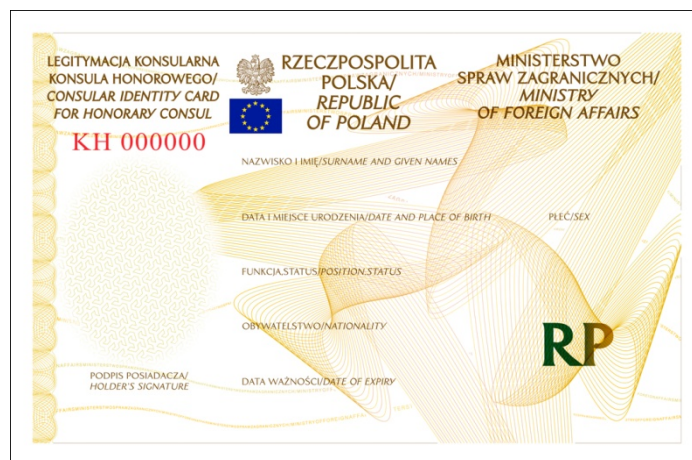 LEGITYMACJA KONSULARNA
KONSULA HONOROWEGO/
CONSULAR IDENTITY CARD
FOR HONORARY CONSUL
KH 000000
RZECZPOSPOLITA
POLSKA/
REPUBLIC
OF POLAND
MINISTERSTWO
SPRAW ZAGRANICZNYCH/
MINISTRY
OF FOREIGN AFFAIRS
NAZWISKO I IMIĘ/SURNAME AND GIVEN NAMES
DATA I MIEJSCE URODZENIA/DATE AND PLACE OF BIRTH
PŁEĆ/SEX
FUNKCJA,STATUS/POSITION,STATUS
OBYWATELSTWO/NATIONALITY
RP
PODPIS POSIADACZA/
HOLDER'S SIGNATURE
DATA WAŻNOŚCI/DATE OF EXPIRY